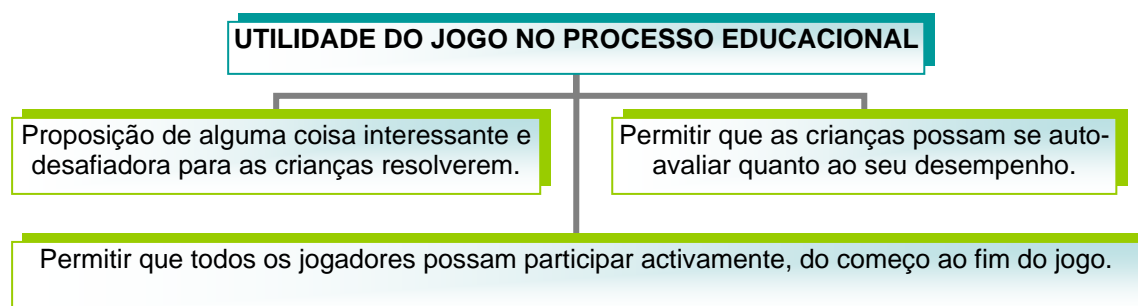 UTILIDADE DO JOGO NO PROCESSO EDUCACIONAL
Proposição de alguma coisa interessante e
desafiadora para as crianças resolverem.
Permitir que as crianças possam se auto-
avaliar quanto ao seu desempenho.
Permitir que todos os jogadores possam participar activamente, do começo ao fim do jogo.